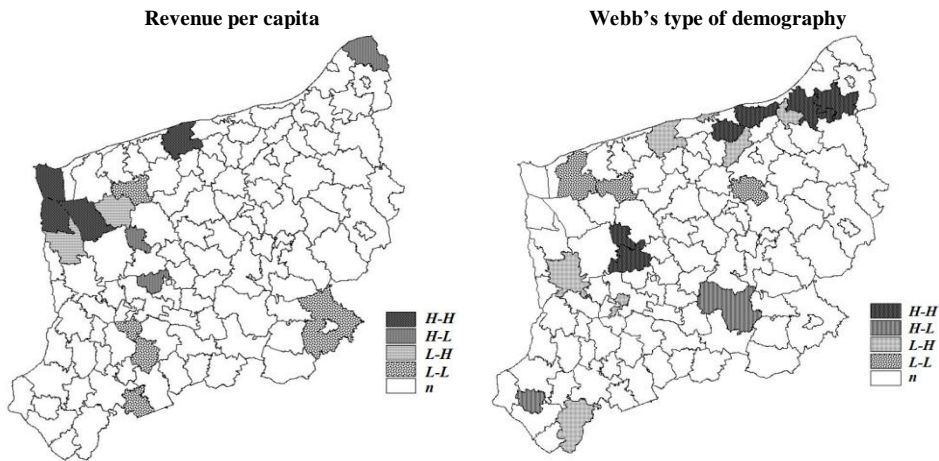 Revenue per capita
Webb's type of demography
H-H
H-L
L-H
L-L
n
H-H
H-L
L-H
L-L
n